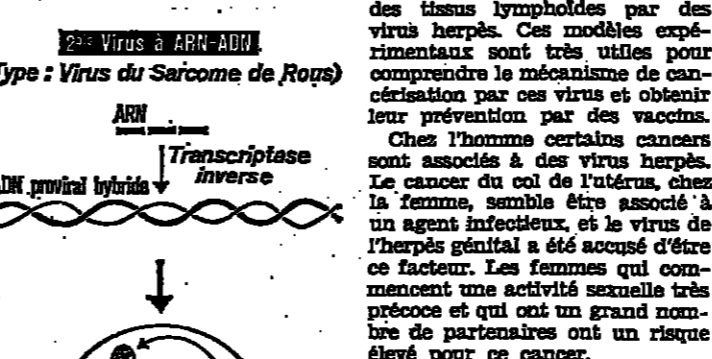 2bis Virus à ARN-ADN
ype : Virus du Sarcome de Rous)
ARN
Transcriptase
inverse
ADN proviral hybride
des tissus lymphoïdes par des
virus herpès. Ces modèles expé-
rimentaux sont très utiles pour
comprendre le mécanisme de can-
cérisation par ces virus et obtenir
leur prévention par des vaccins.
Chez l'homme certains cancers
sont associés à des virus herpès.
Le cancer du col de l'utérus, chez
la femme, semble être associé à
un agent infectieux, et le virus de
l'herpès génital a été accusé d'être
ce facteur. Les femmes qui com-
mencent une activité sexuelle très
précoce et qui ont un grand nom-
bre de partenaires ont un risque
élevé pour ce cancer.